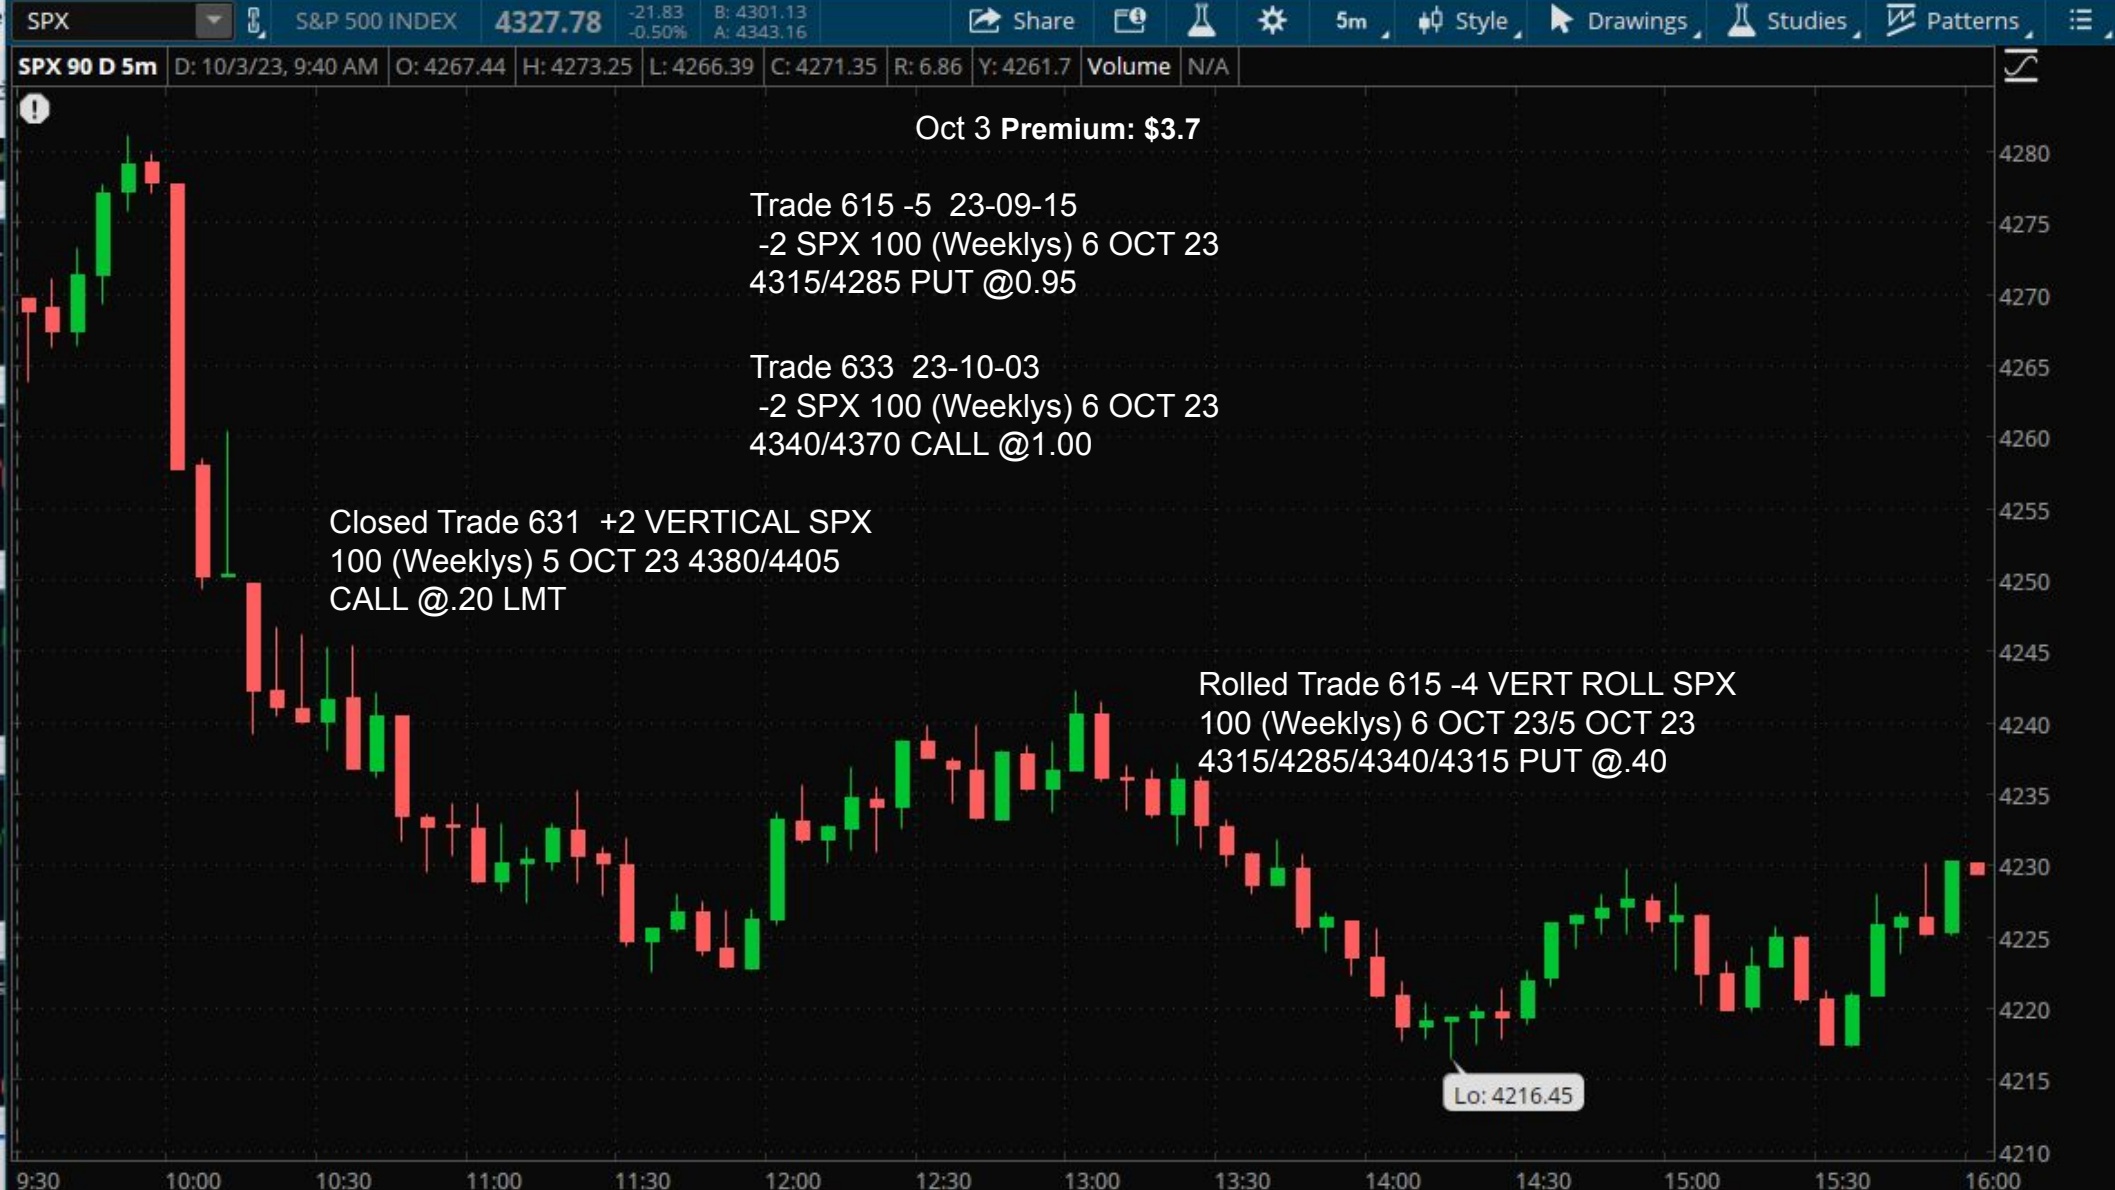 SPX S&P 500 INDEX 4327.78 -21.83 -0.50% B: 4301.13 A: 4343.16 Share 5m Style Drawings Studies Patterns
SPX 90 D 5m D: 10/3/23, 9:40 AM O: 4267.44 H: 4273.25 L: 4266.39 C: 4271.35 R: 6.86 Y: 4261.7 Volume N/A
Oct 3 Premium: $3.7
Trade 615 -5 23-09-15
-2 SPX 100 (Weeklys) 6 OCT 23
4315/4285 PUT @0.95
Trade 633 23-10-03
-2 SPX 100 (Weeklys) 6 OCT 23
4340/4370 CALL @1.00
Closed Trade 631 +2 VERTICAL SPX
100 (Weeklys) 5 OCT 23 4380/4405
CALL @.20 LMT
Rolled Trade 615 -4 VERT ROLL SPX
100 (Weeklys) 6 OCT 23/5 OCT 23
4315/4285/4340/4315 PUT @.40
Lo: 4216.45
4280
4275
4270
4265
4260
4255
4250
4245
4240
4235
4230
4225
4220
4215
4210
9:30 10:00 10:30 11:00 11:30 12:00 12:30 13:00 13:30 14:00 14:30 15:00 15:30 16:00